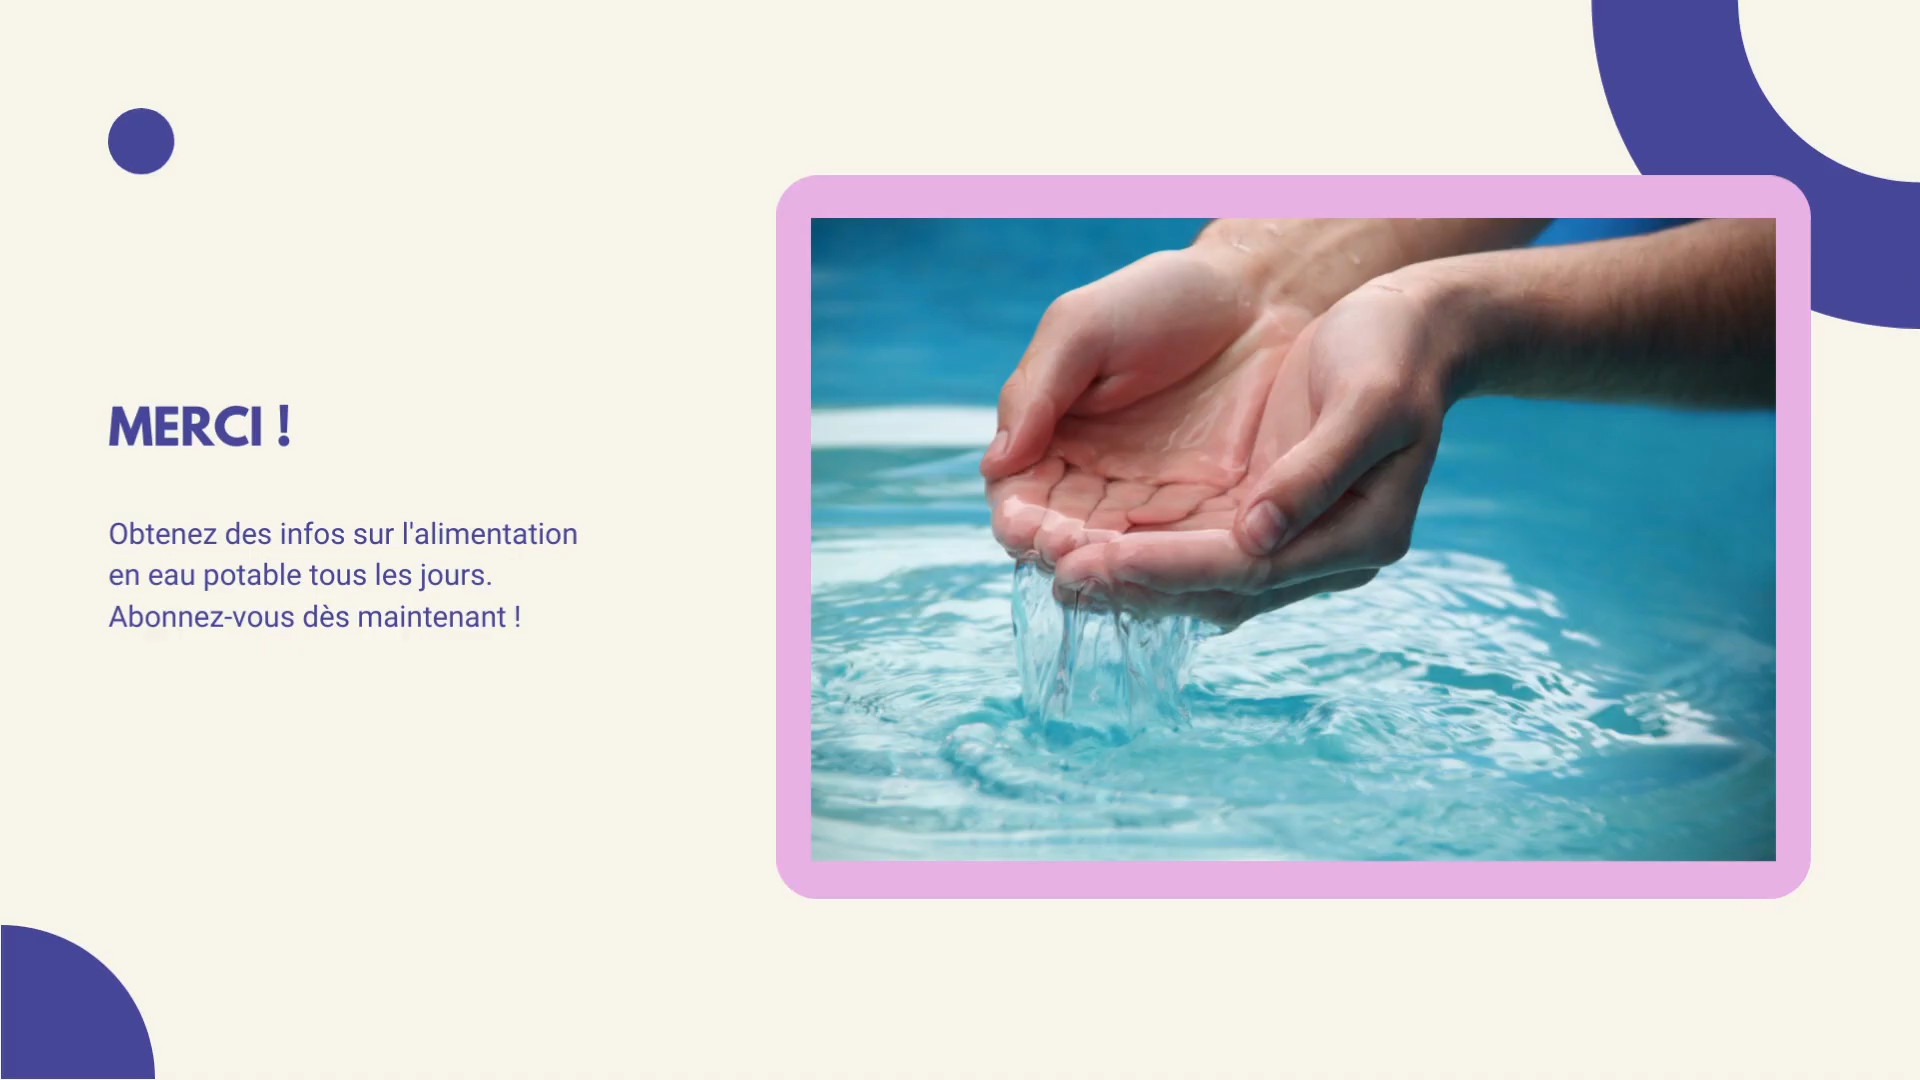 MERCI !
Obtenez des infos sur l'alimentation
en eau potable tous les jours.
Abonnez-vous dès maintenant !